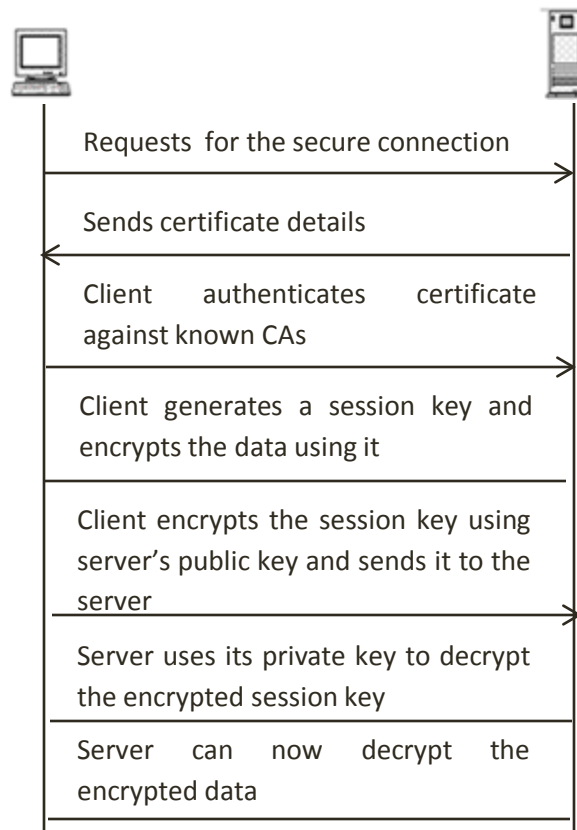 Requests for the secure connection
Sends certificate details
Client authenticates certificate
against known CAs
Client generates a session key and
encrypts the data using it
Client encrypts the session key using
server’s public key and sends it to the
server
Server uses its private key to decrypt
the encrypted session key
Server can now decrypt the
encrypted data